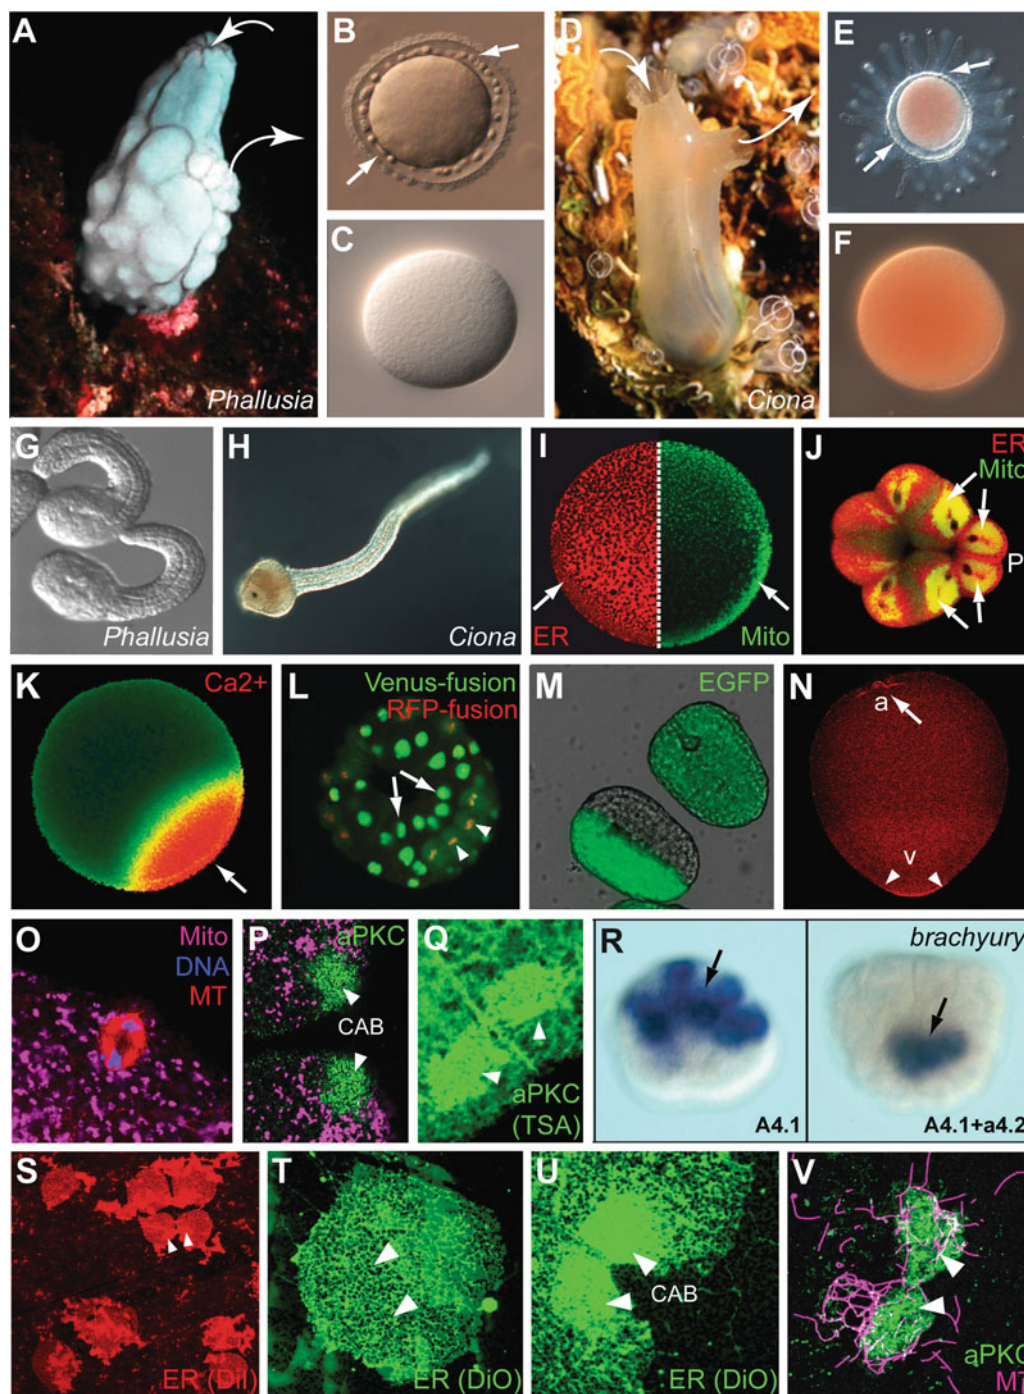 A
B
C
D
E
F
Phallusia
Ciona
G
Phallusia
H
Ciona
I
ER
Mito
J
ER
Mito
P
K
Ca2+
L
Venus-fusion
RFP-fusion
M
EGFP
N
a
v
O
Mito
DNA
MT
P
aPKC
CAB
Q
aPKC
(TSA)
R
A4.1
brachyury
A4.1+a4.2
S
ER (DiI)
T
ER (DiO)
U
CAB
ER (DiO)
V
aPKC
MT